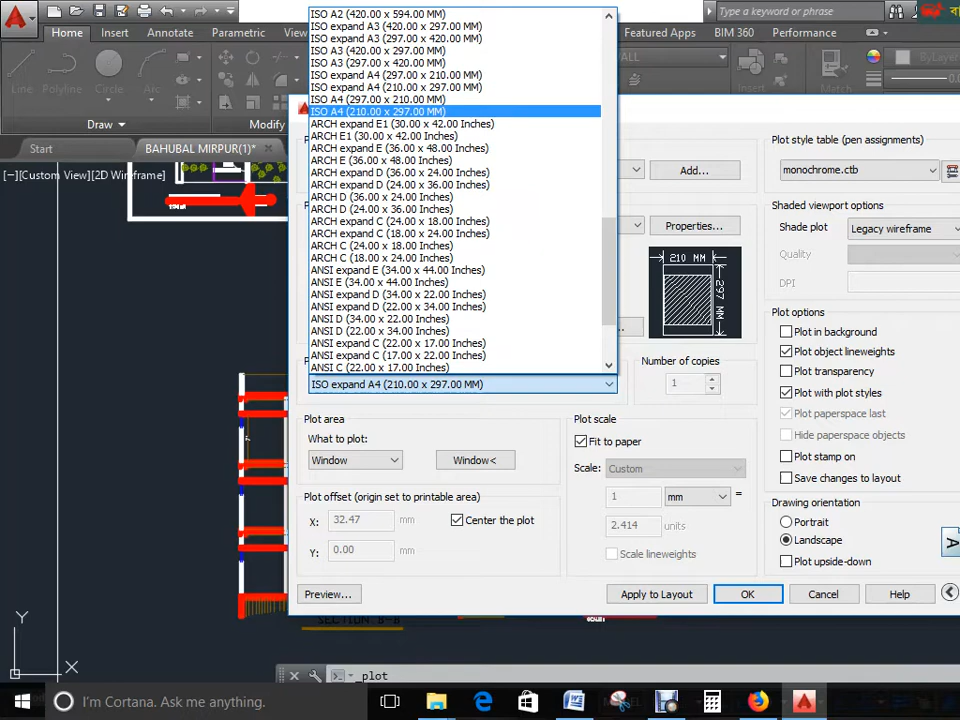 Type a keyword or phrase
Home
Insert
Annotate
Parametric
Featured Apps
BIM 360
Performance
Line
Polyline
Circle
Arc
Draw
Modify
Insert
Match
ByLayer
Start
BAHUBAL MIRPUR(1)*
[−][Custom View][2D Wireframe]
ISO A2 (420.00 x 594.00 MM)
ISO expand A3 (420.00 x 297.00 MM)
ISO expand A3 (297.00 x 420.00 MM)
ISO A3 (420.00 x 297.00 MM)
ISO A3 (297.00 x 420.00 MM)
ISO expand A4 (297.00 x 210.00 MM)
ISO expand A4 (210.00 x 297.00 MM)
ISO A4 (297.00 x 210.00 MM)
ISO A4 (210.00 x 297.00 MM)
ARCH expand E1 (30.00 x 42.00 Inches)
ARCH E1 (30.00 x 42.00 Inches)
ARCH expand E (36.00 x 48.00 Inches)
ARCH E (36.00 x 48.00 Inches)
ARCH expand D (36.00 x 24.00 Inches)
ARCH expand D (24.00 x 36.00 Inches)
ARCH D (36.00 x 24.00 Inches)
ARCH D (24.00 x 36.00 Inches)
ARCH expand C (24.00 x 18.00 Inches)
ARCH expand C (18.00 x 24.00 Inches)
ARCH C (24.00 x 18.00 Inches)
ARCH C (18.00 x 24.00 Inches)
ANSI expand E (34.00 x 44.00 Inches)
ANSI E (34.00 x 44.00 Inches)
ANSI expand D (34.00 x 22.00 Inches)
ANSI expand D (22.00 x 34.00 Inches)
ANSI D (34.00 x 22.00 Inches)
ANSI D (22.00 x 34.00 Inches)
ANSI expand C (22.00 x 17.00 Inches)
ANSI expand C (17.00 x 22.00 Inches)
ANSI C (22.00 x 17.00 Inches)
ISO expand A4 (210.00 x 297.00 MM)
Add...
Properties...
210 MM
297 MM
Number of copies
1
Plot area
What to plot:
Window
Window<
Plot offset (origin set to printable area)
X:
32.47
mm
Center the plot
Y:
0.00
mm
Plot scale
Fit to paper
Scale:
Custom
1
mm
=
2.414
units
Scale lineweights
Plot style table (pen assignments)
monochrome.ctb
Shaded viewport options
Shade plot
Legacy wireframe
Quality
DPI
Plot options
Plot in background
Plot object lineweights
Plot transparency
Plot with plot styles
Plot paperspace last
Hide paperspace objects
Plot stamp on
Save changes to layout
Drawing orientation
Portrait
Landscape
Plot upside-down
A
Preview...
Apply to Layout
OK
Cancel
Help
SECTION B-B
Y
X
_plot
I'm Cortana. Ask me anything.